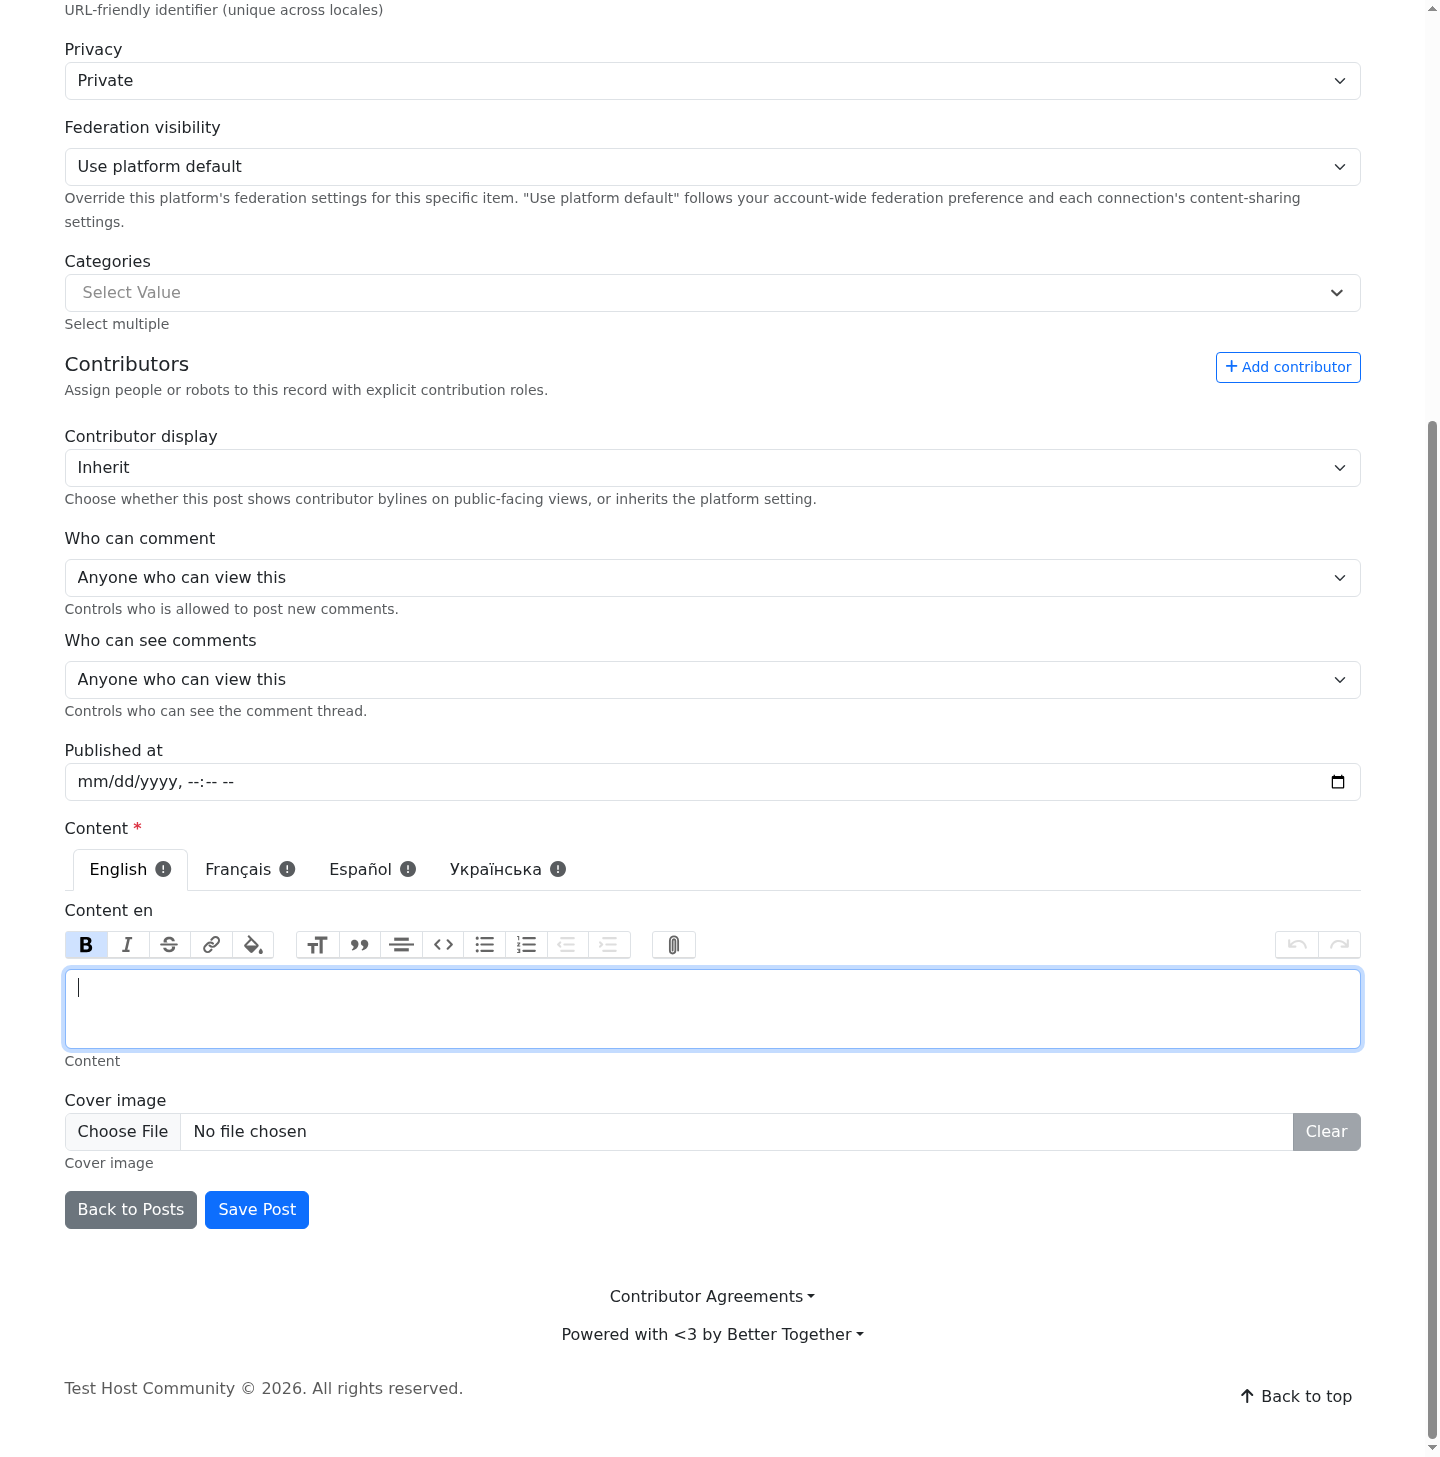 URL-friendly identifier (unique across locales)
Privacy
Private
Federation visibility
Use platform default
Override this platform's federation settings for this specific item. "Use platform default" follows your account-wide federation preference and each connection's content-sharing
settings.
Categories
Select Value
Select multiple
Contributors
Add contributor
Assign people or robots to this record with explicit contribution roles.
Contributor display
Inherit
Choose whether this post shows contributor bylines on public-facing views, or inherits the platform setting.
Who can comment
Anyone who can view this
Controls who is allowed to post new comments.
Who can see comments
Anyone who can view this
Controls who can see the comment thread.
Published at
mm/dd/yyyy, --:-- --
Content *
English Français Español Українська
Content en
Content
Cover image
Choose File No file chosen Clear
Cover image
Back to Posts Save Post
Contributor Agreements
Powered with <3 by Better Together
Test Host Community © 2026. All rights reserved.
Back to top